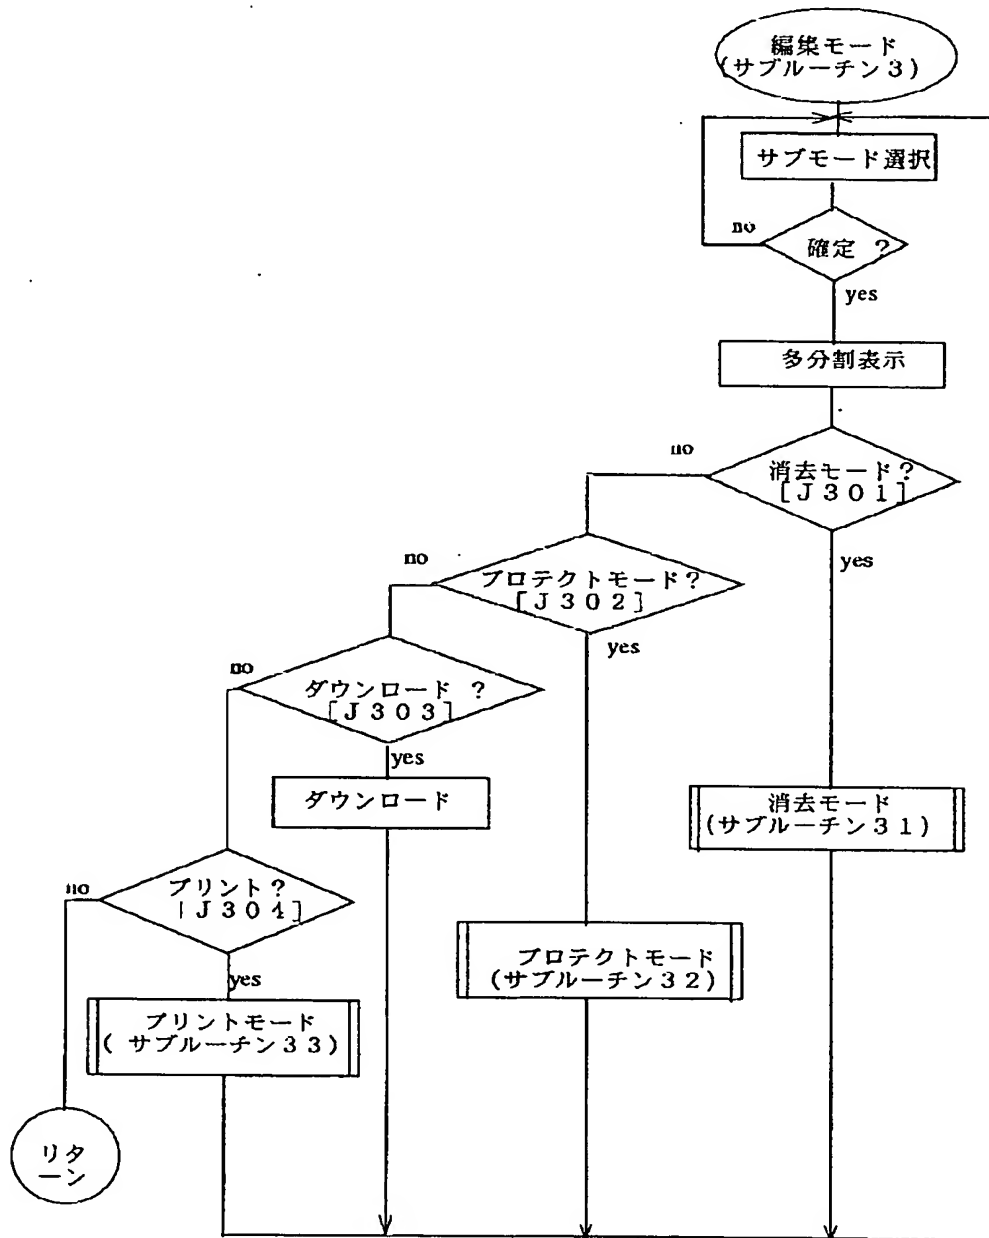 編集モード
(サブルーチン3)
サブモード選択
no
確定 ?
yes
多分割表示
no
消去モード?
[J301]
yes
no
プロテクトモード?
[J302]
yes
no
ダウンロード ?
[J303]
yes
ダウンロード
消去モード
(サブルーチン31)
no
プリント?
[J304]
yes
プロテクトモード
(サブルーチン32)
プリントモード
( サブルーチン33)
リタ
ーン